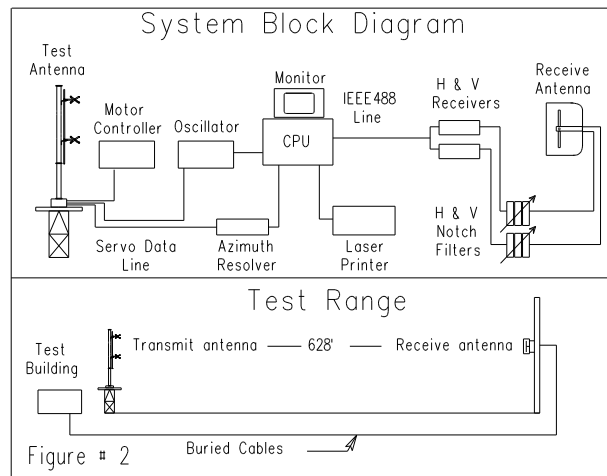 System Block Diagram
Test
Antenna
Motor
Controller
Oscillator
Monitor
CPU
IEEE488
Line
H & V
Receivers
Receive
Antenna
Servo Data
Line
Azimuth
Resolver
Laser
Printer
H & V
Notch
Filters
Test Range
Test
Building
Transmit antenna — 628' — Receive antenna
Buried Cables
Figure # 2